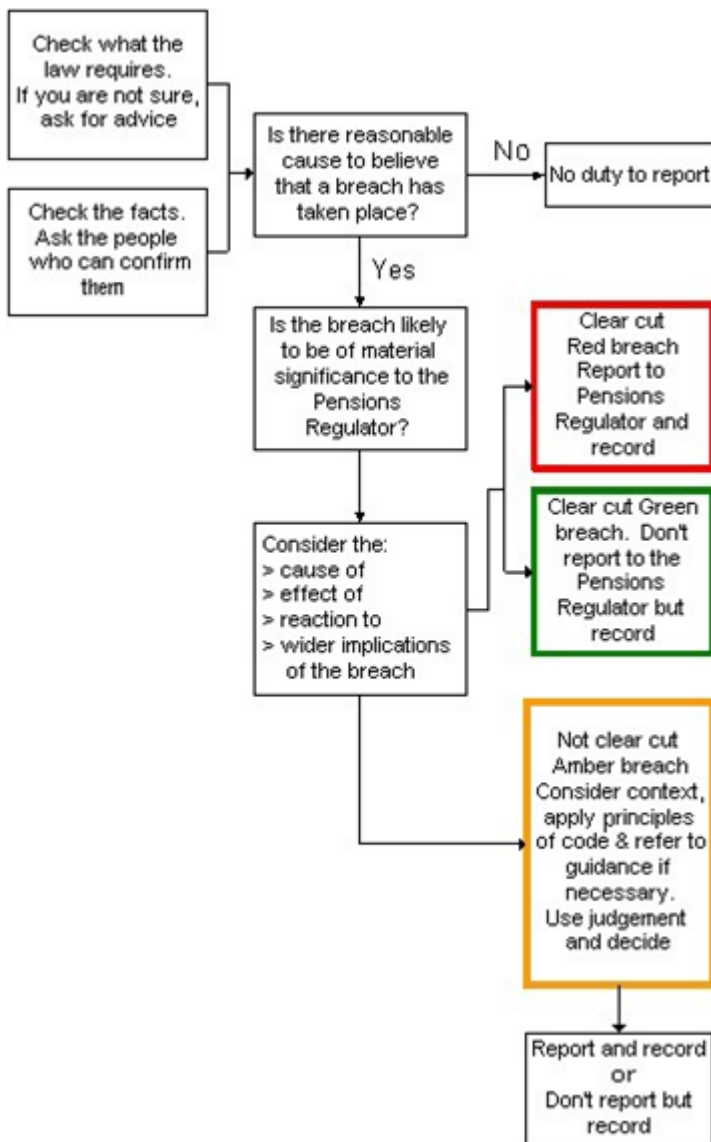 Check what the
law requires.
If you are not sure,
ask for advice
Check the facts.
Ask the people
who can confirm
them
Is there reasonable
cause to believe
that a breach has
taken place?
No
No duty to report
Yes
Is the breach likely
to be of material
significance to the
Pensions
Regulator?
Clear cut
Red breach
Report to
Pensions
Regulator and
record
Clear cut Green
breach. Don't
report to the
Pensions
Regulator but
record
Consider the:
> cause of
> effect of
> reaction to
> wider implications
of the breach
Not clear cut
Amber breach
Consider context,
apply principles
of code & refer to
guidance if
necessary.
Use judgement
and decide
Report and record
or
Don't report but
record